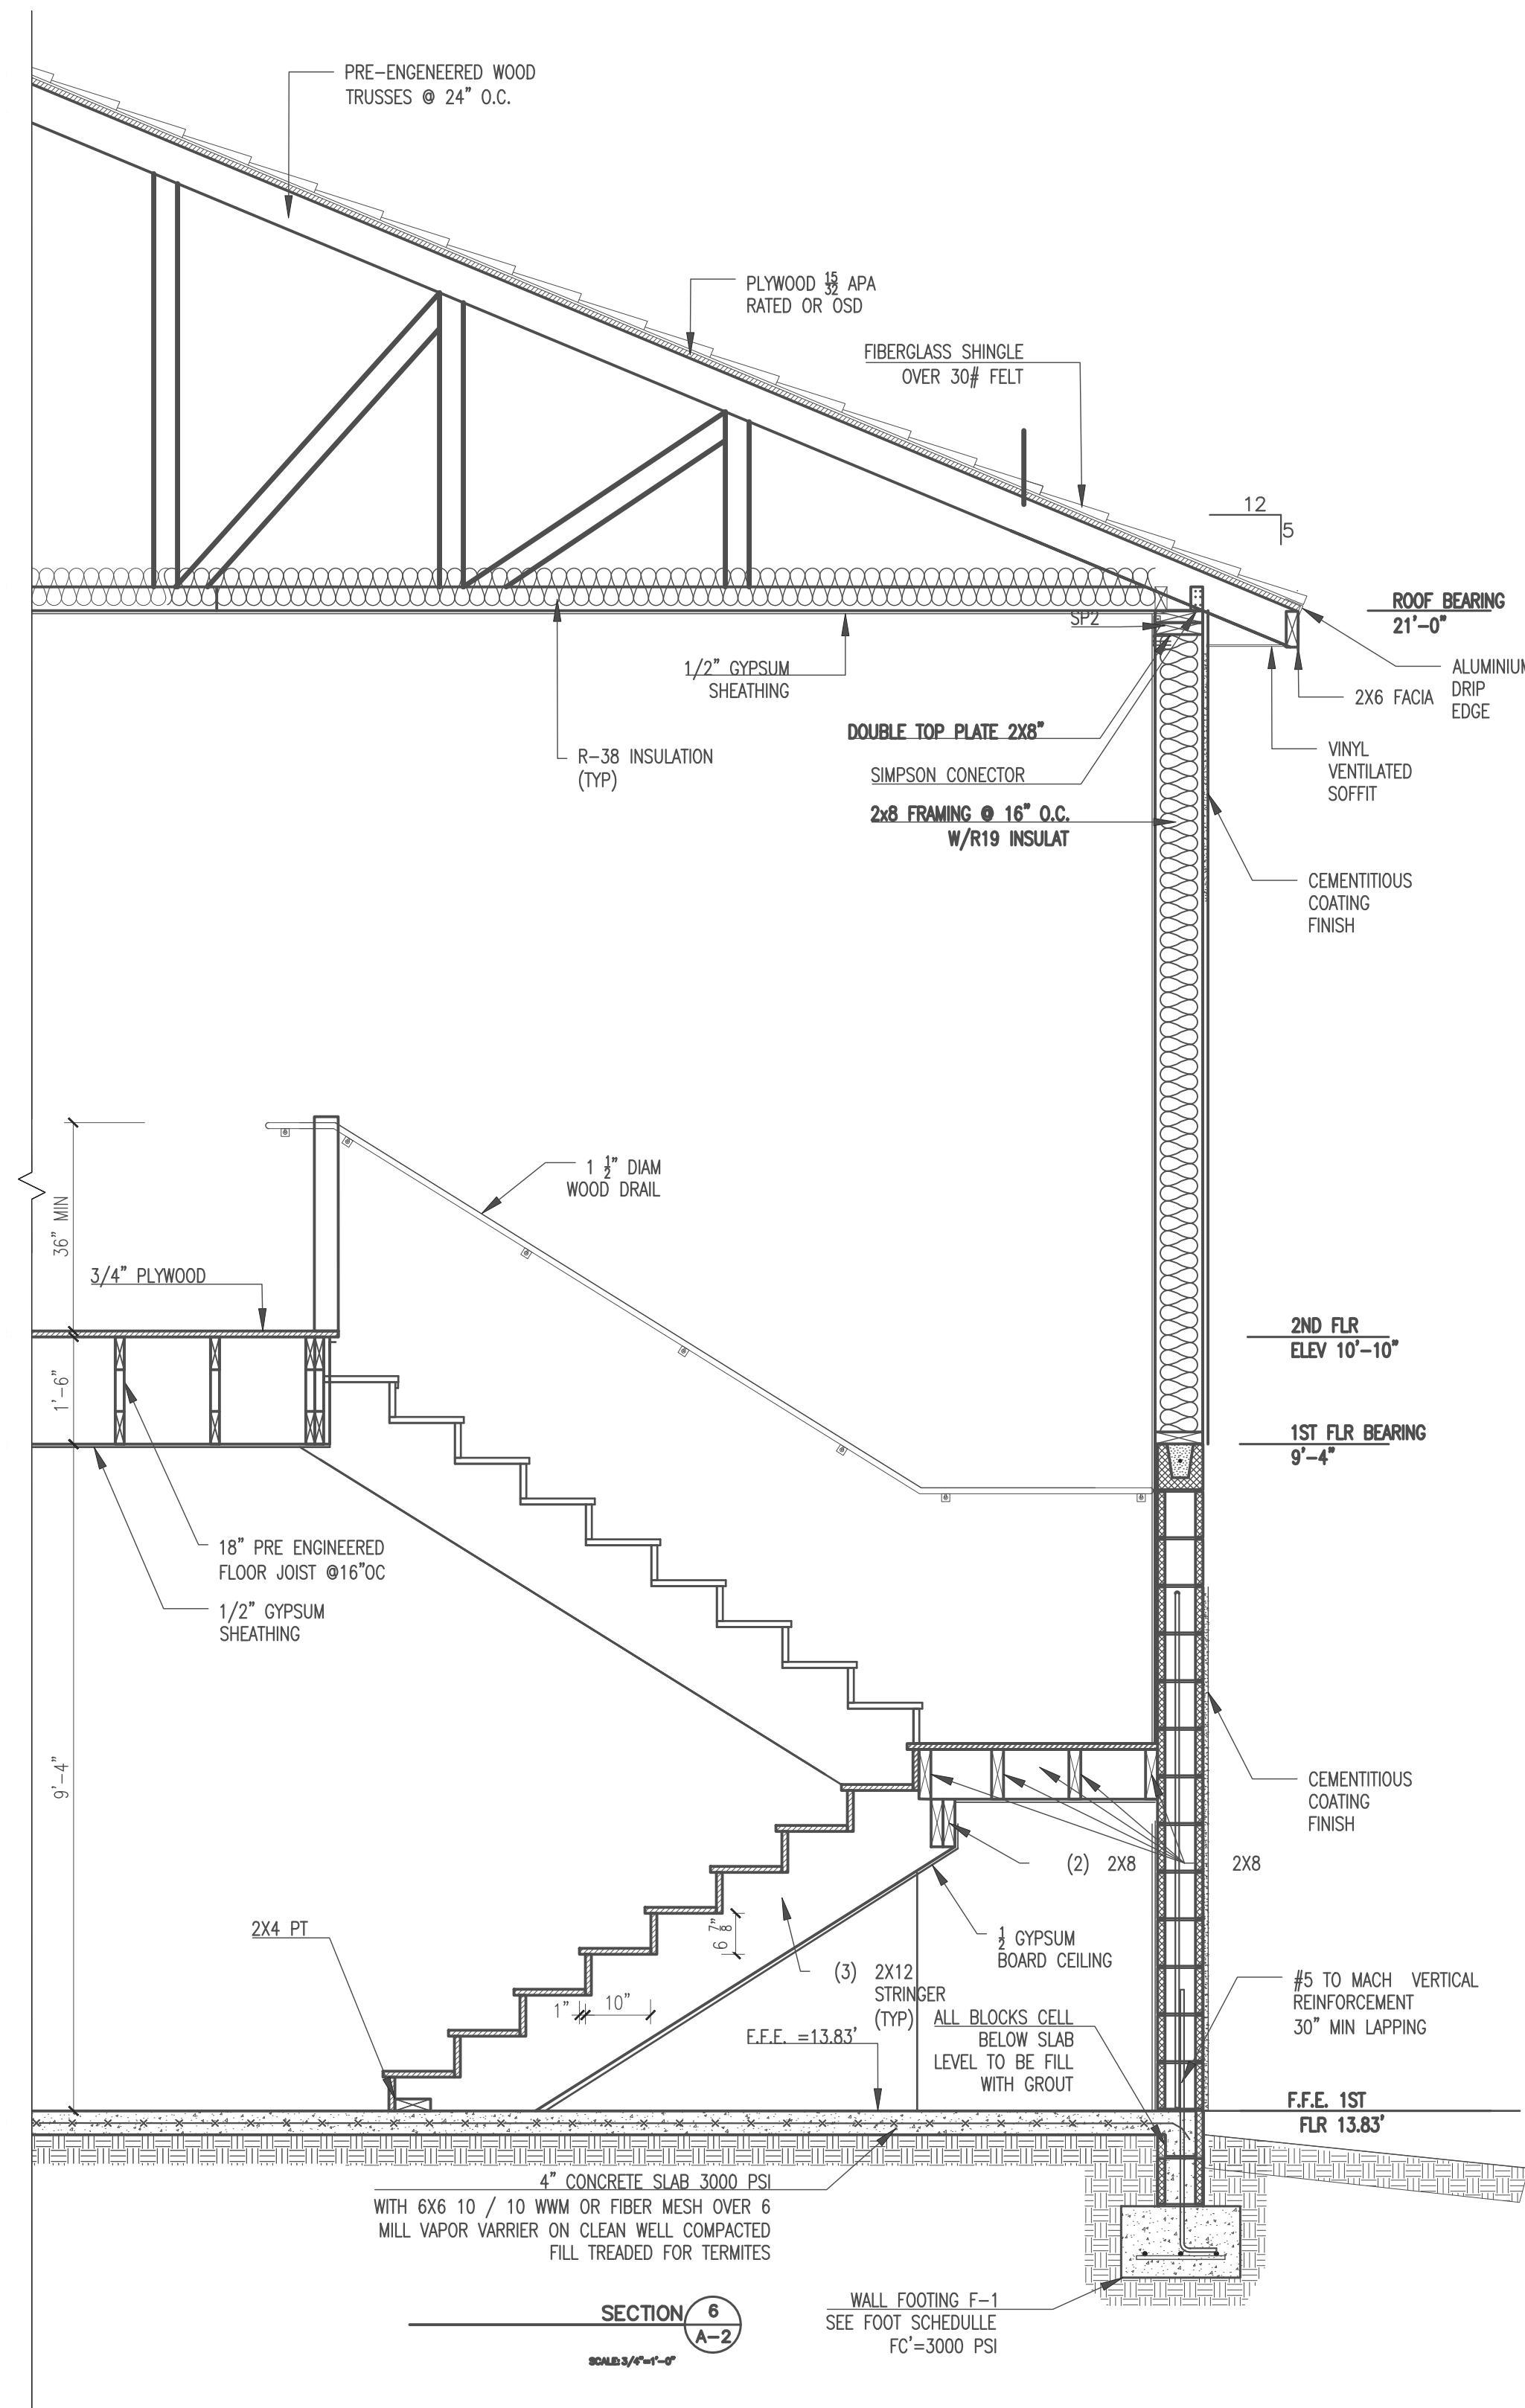 PRE-ENGENEERED WOOD
TRUSSES @ 24" O.C.
PLYWOOD 15/32 APA
RATED OR OSD
FIBERGLASS SHINGLE
OVER 30# FELT
12
5
ROOF BEARING
21'-0"
SP2
1/2" GYPSUM
SHEATHING
ALUMINIUM
DRIP
EDGE
2X6 FACIA
DOUBLE TOP PLATE 2X8"
R-38 INSULATION
(TYP)
VINYL
VENTILATED
SOFFIT
SIMPSON CONECTOR
2x8 FRAMING @ 16" O.C.
W/R19 INSULAT
CEMENTITIOUS
COATING
FINISH
1 1/2" DIAM
WOOD DRAIL
36" MIN
3/4" PLYWOOD
2ND FLR
ELEV 10'-10"
1'-6"
1ST FLR BEARING
9'-4"
18" PRE ENGINEERED
FLOOR JOIST @16"OC
1/2" GYPSUM
SHEATHING
9'-4"
CEMENTITIOUS
COATING
FINISH
(2) 2X8
2X8
2X4 PT
6 7/8"
1/2 GYPSUM
BOARD CEILING
(3) 2X12
STRINGER
(TYP)
1"
10"
#5 TO MACH VERTICAL
REINFORCEMENT
30" MIN LAPPING
F.F.E. =13.83'
ALL BLOCKS CELL
BELOW SLAB
LEVEL TO BE FILL
WITH GROUT
F.F.E. 1ST
FLR 13.83'
4" CONCRETE SLAB 3000 PSI
WITH 6X6 10 / 10 WWM OR FIBER MESH OVER 6
MILL VAPOR VARRIER ON CLEAN WELL COMPACTED
FILL TREADED FOR TERMITES
WALL FOOTING F-1
SEE FOOT SCHEDULLE
FC'=3000 PSI
SECTION 6
A-2
SCALE: 3/4"=1'-0"